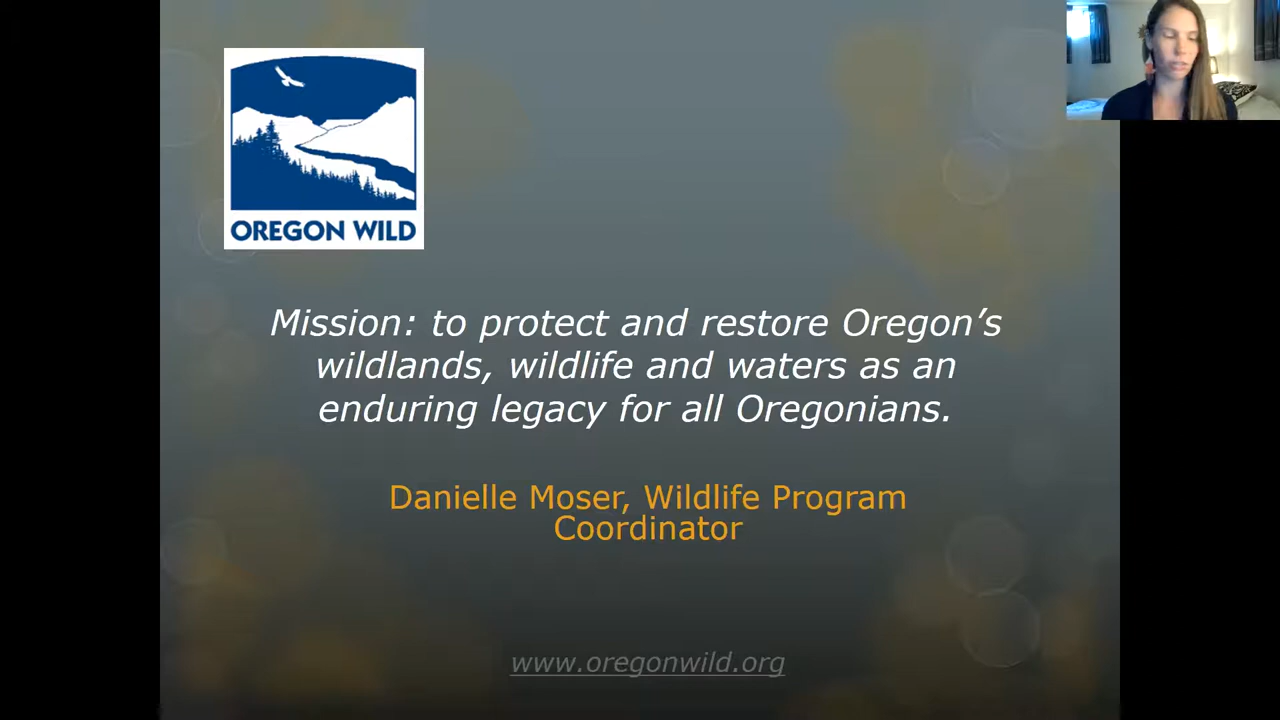 OREGON WILD
Mission: to protect and restore Oregon’s
wildlands, wildlife and waters as an
enduring legacy for all Oregonians.
Danielle Moser, Wildlife Program
Coordinator
www.oregonwild.org